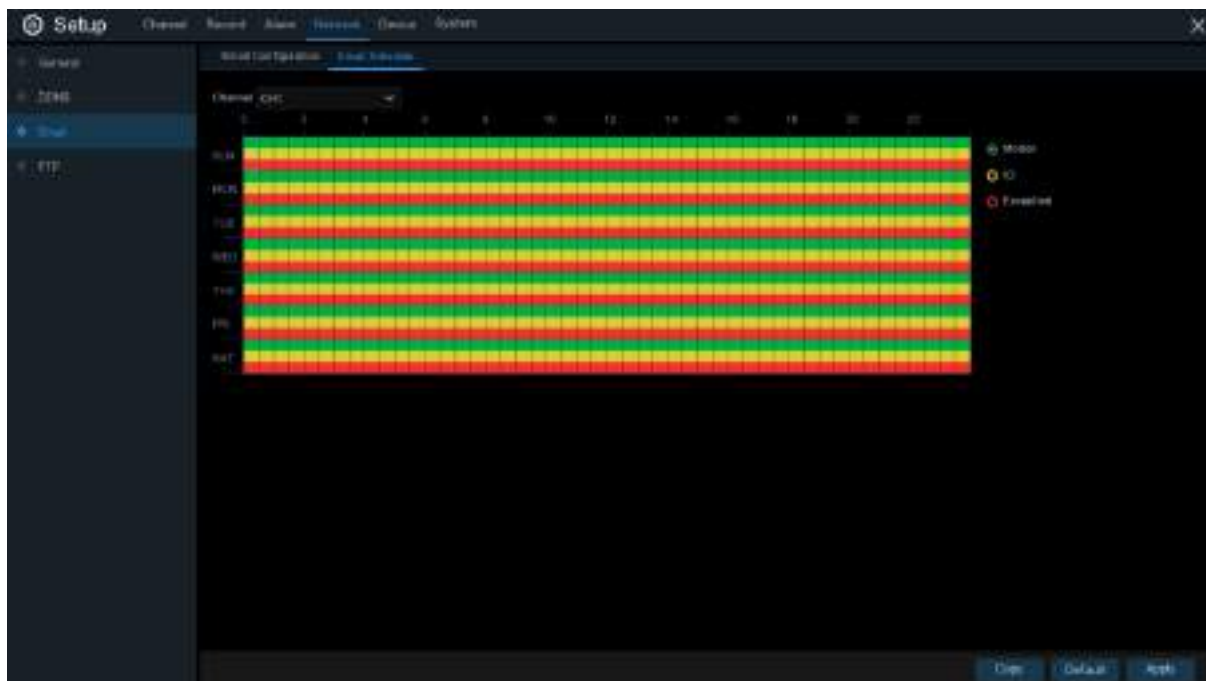 Setup Channel Record Alarm Network Device System
General
Email Configuration Email Schedule
DDNS
Channel
Email
0 2 4 6 8 10 12 14 16 18 20 22
SUN
Motion
FTP
IO
MON
Exception
TUE
WED
THU
FRI
SAT
Copy Default Apply